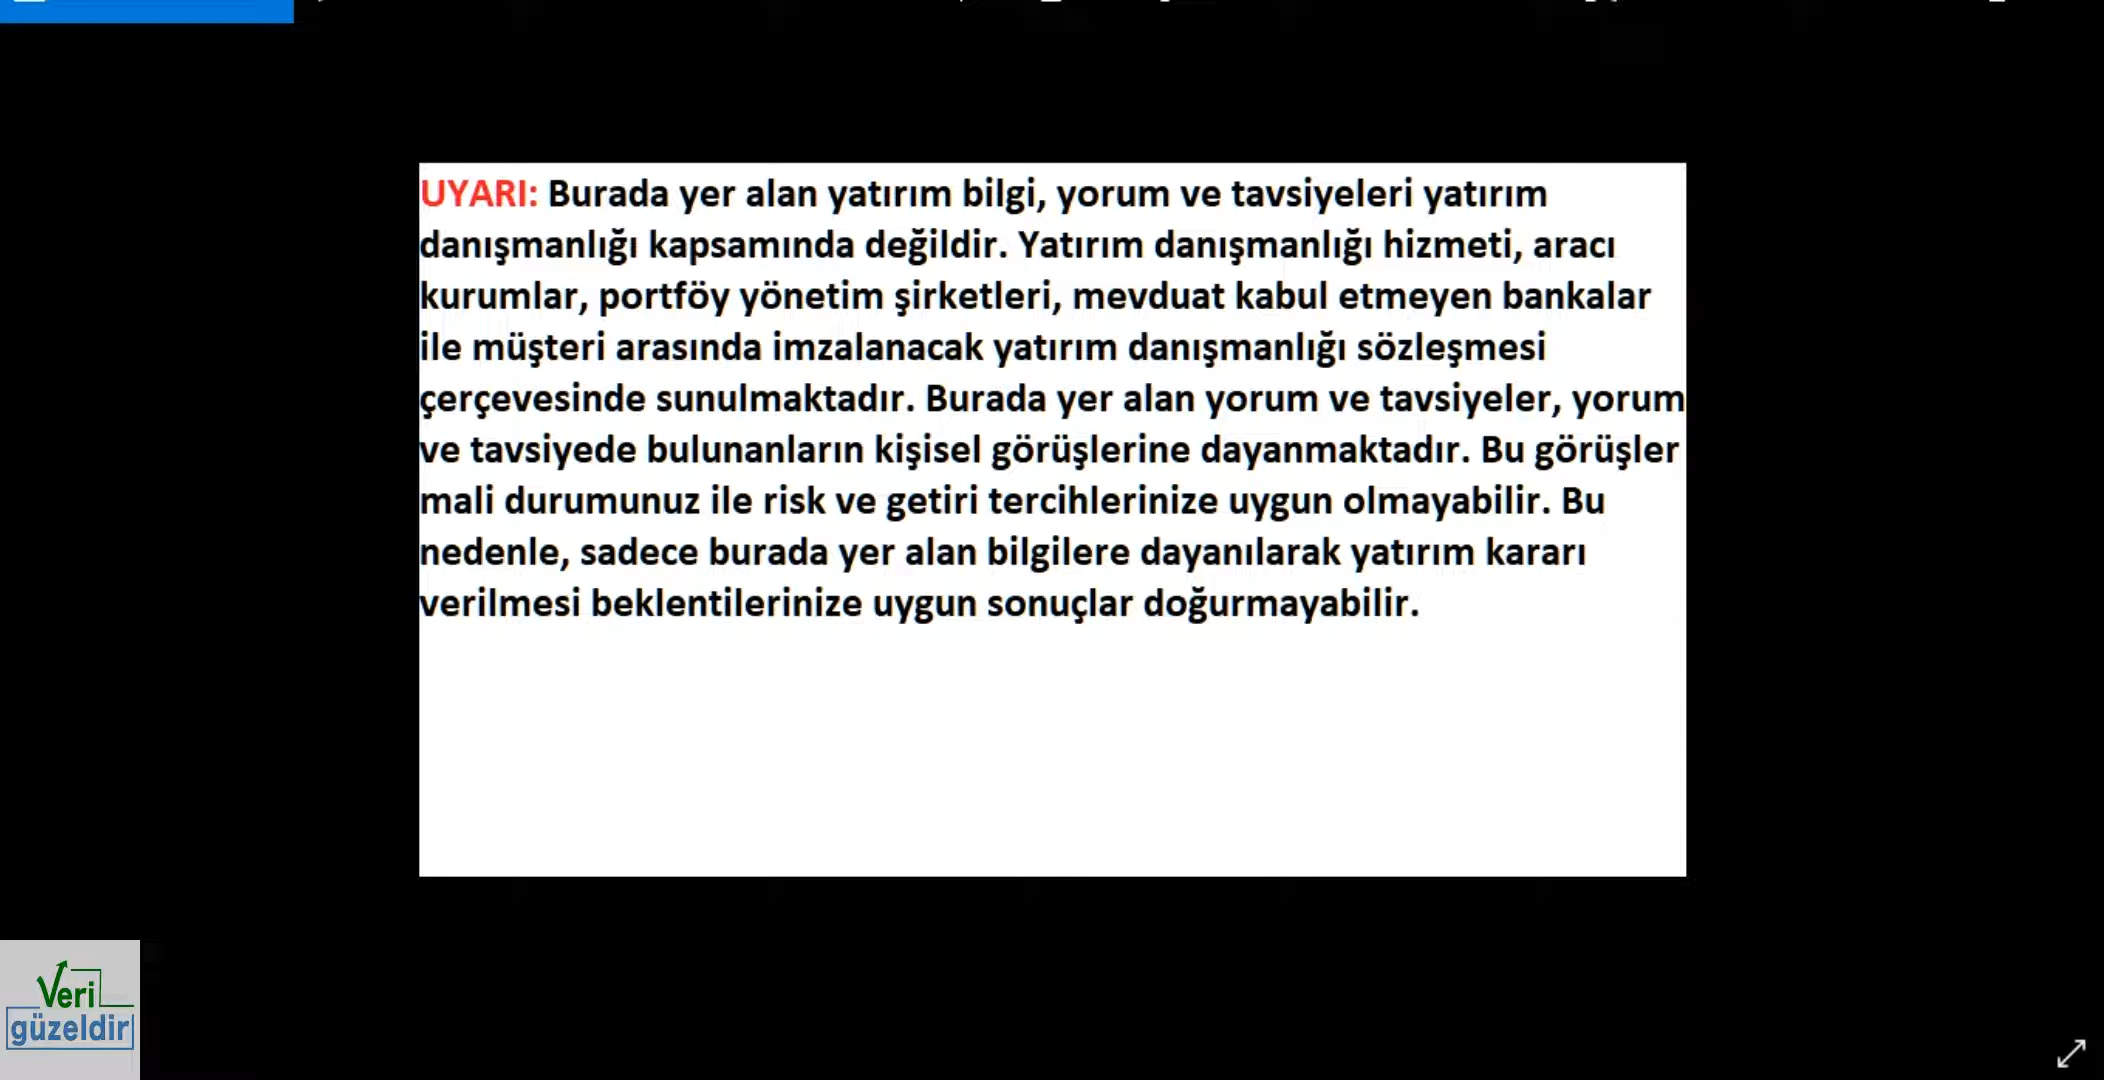 UYARI: Burada yer alan yatırım bilgi, yorum ve tavsiyeleri yatırım
danışmanlığı kapsamında değildir. Yatırım danışmanlığı hizmeti, aracı
kurumlar, portföy yönetim şirketleri, mevduat kabul etmeyen bankalar
ile müşteri arasında imzalanacak yatırım danışmanlığı sözleşmesi
çerçevesinde sunulmaktadır. Burada yer alan yorum ve tavsiyeler, yorum
ve tavsiyede bulunanların kişisel görüşlerine dayanmaktadır. Bu görüşler
mali durumunuz ile risk ve getiri tercihlerinize uygun olmayabilir. Bu
nedenle, sadece burada yer alan bilgilere dayanılarak yatırım kararı
verilmesi beklentilerinize uygun sonuçlar doğurmayabilir.
Veri
güzeldir